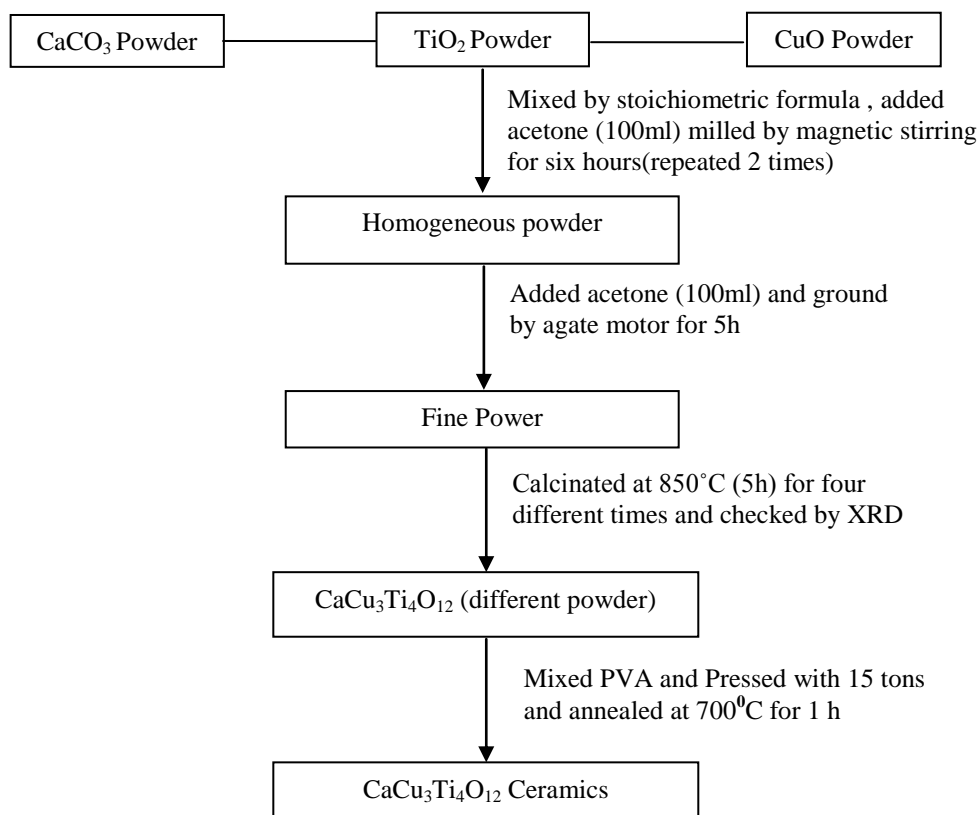 CaCO₃ Powder
TiO₂ Powder
CuO Powder
Mixed by stoichiometric formula , added
acetone (100ml) milled by magnetic stirring
for six hours(repeated 2 times)
Homogeneous powder
Added acetone (100ml) and ground
by agate motor for 5h
Fine Power
Calcinated at 850˚C (5h) for four
different times and checked by XRD
CaCu₃Ti₄O₁₂ (different powder)
Mixed PVA and Pressed with 15 tons
and annealed at 700⁰C for 1 h
CaCu₃Ti₄O₁₂ Ceramics